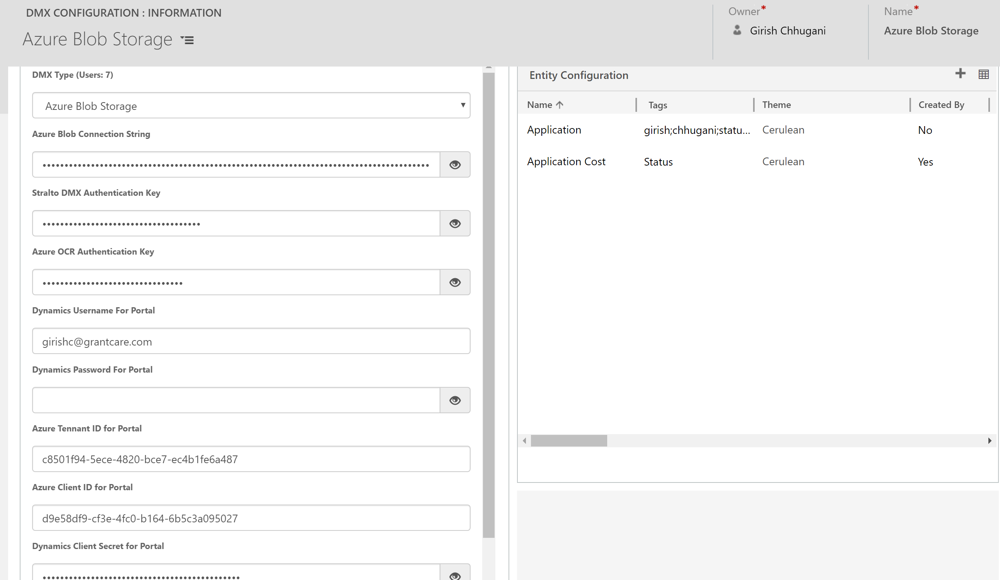 DMX CONFIGURATION : INFORMATION
Azure Blob Storage
Owner*
Girish Chhugani
Name*
Azure Blob Storage
DMX Type (Users: 7)
Azure Blob Storage
Azure Blob Connection String
Stralto DMX Authentication Key
Azure OCR Authentication Key
Dynamics Username For Portal
girishc@grantcare.com
Dynamics Password For Portal
Azure Tennant ID for Portal
c8501f94-5ece-4820-bce7-ec4b1fe6a487
Azure Client ID for Portal
d9e58df9-cf3e-4fc0-b164-6b5c3a095027
Dynamics Client Secret for Portal
Entity Configuration
Name Tags Theme Created By
Application girish;chhugani;statu... Cerulean No
Application Cost Status Cerulean Yes